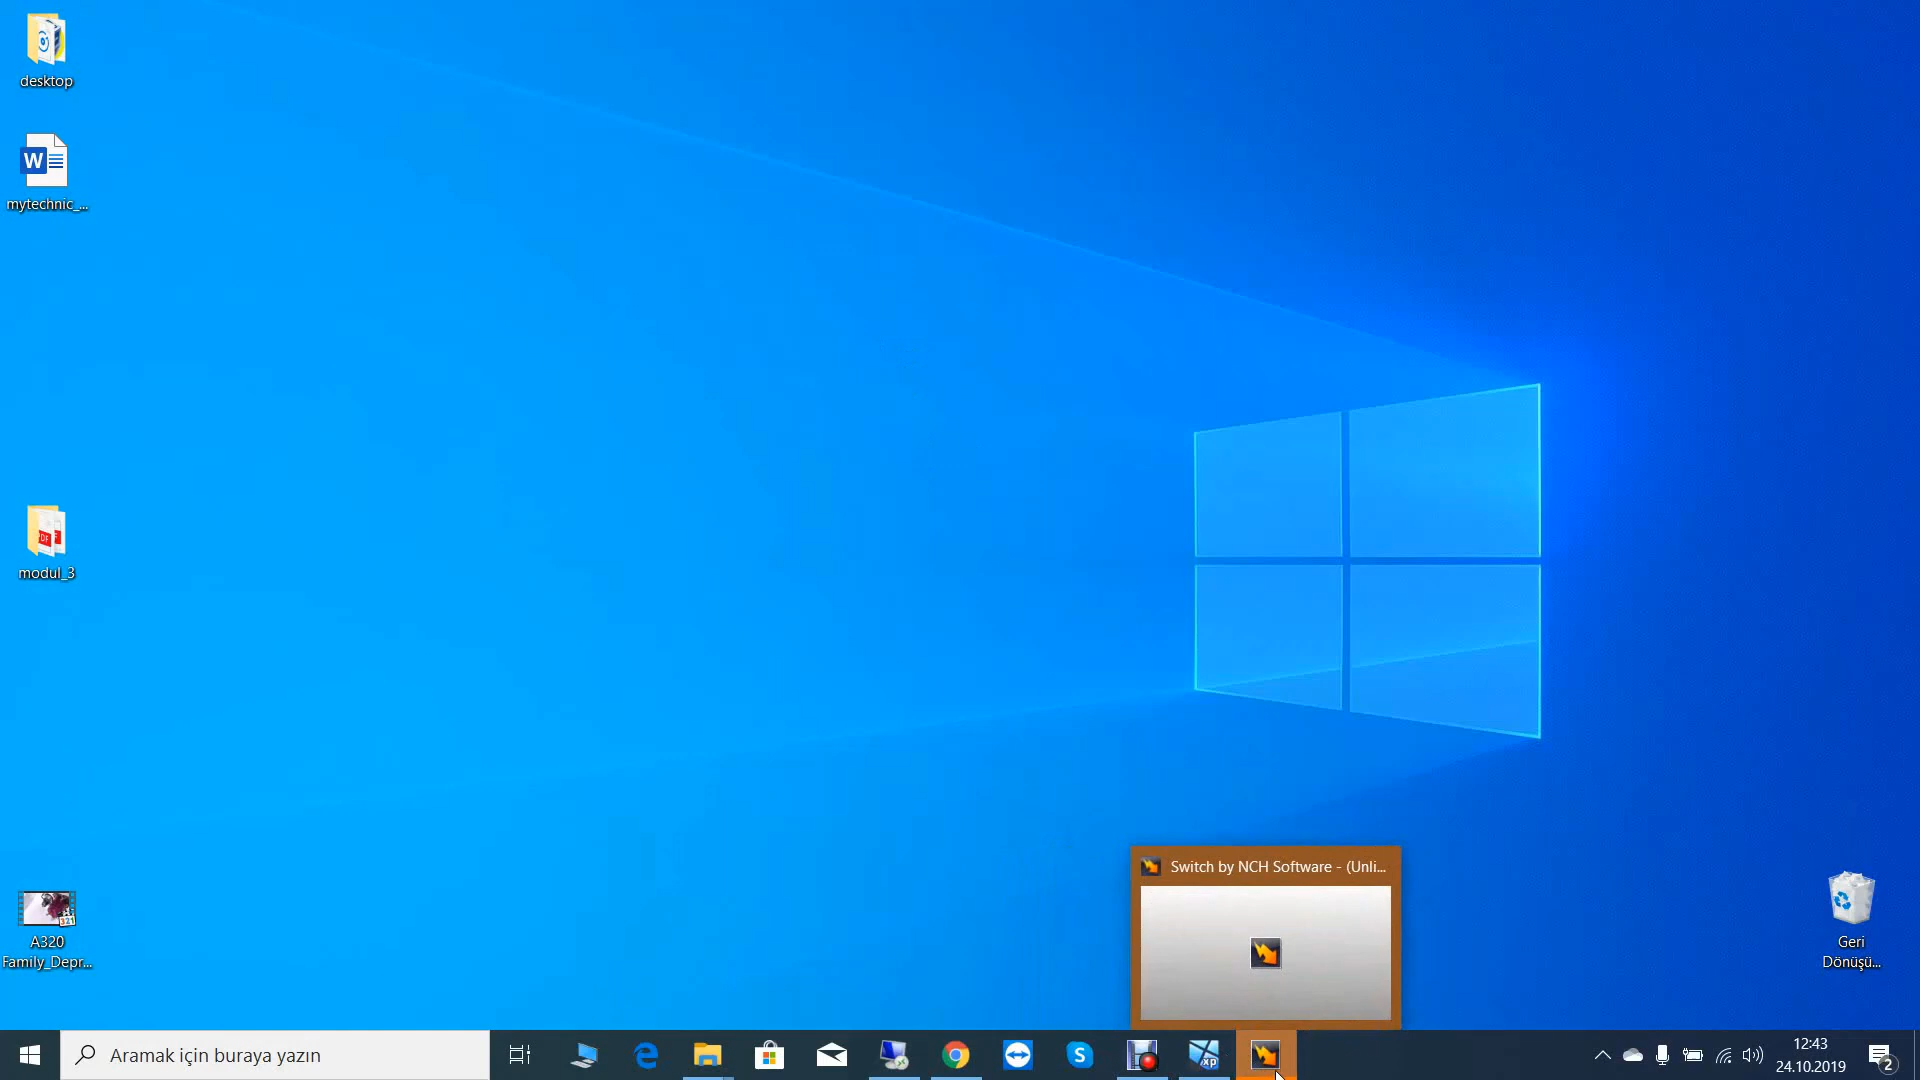 desktop
mytechnic_...
modul_3
A320
Family_Depr...
Switch by NCH Software - (Unli...
Geri
Dönüşü...
Aramak için buraya yazın
12:43
24.10.2019
2